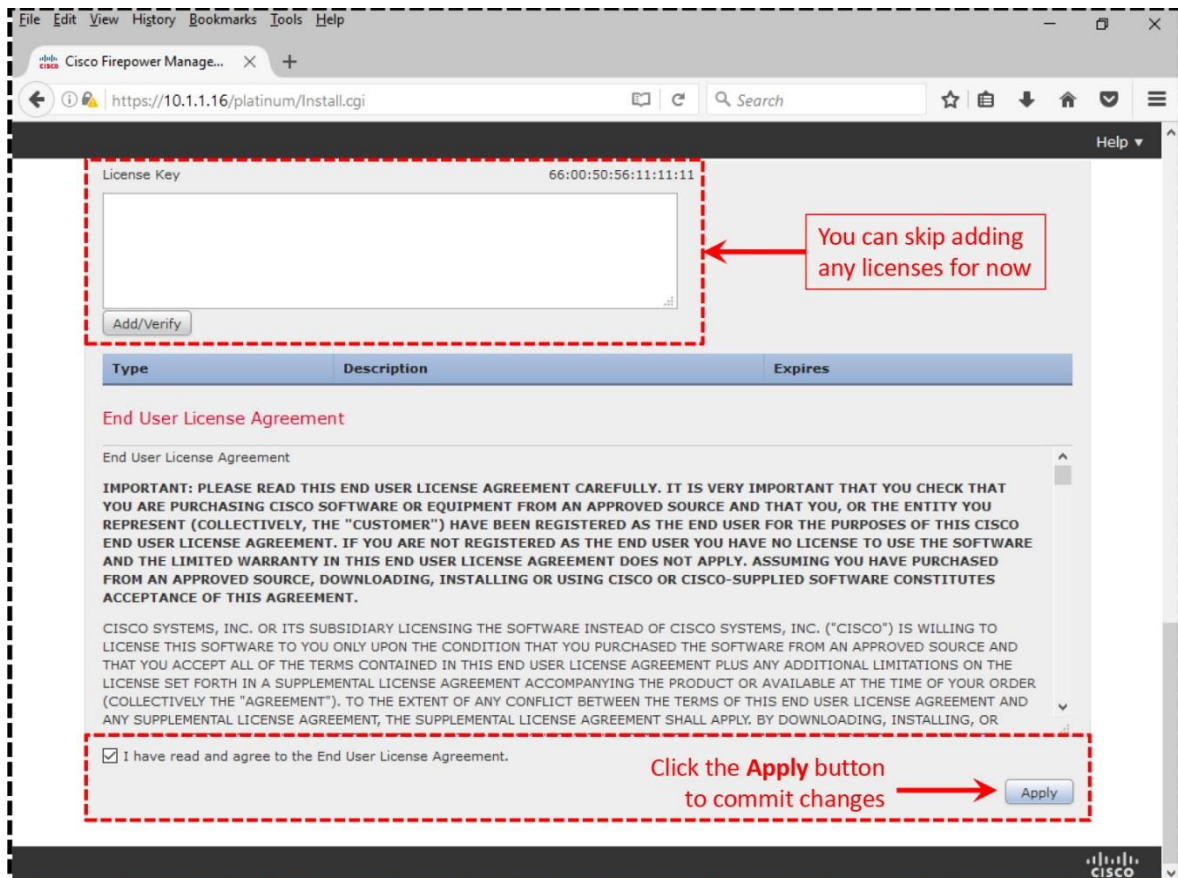 File Edit View History Bookmarks Tools Help
Cisco Firepower Manage...
https://10.1.1.16/platinum/Install.cgi
Search
Help
License Key 66:00:50:56:11:11:11
You can skip adding
any licenses for now
Add/Verify
Type Description Expires
End User License Agreement
End User License Agreement
IMPORTANT: PLEASE READ THIS END USER LICENSE AGREEMENT CAREFULLY. IT IS VERY IMPORTANT THAT YOU CHECK THAT
YOU ARE PURCHASING CISCO SOFTWARE OR EQUIPMENT FROM AN APPROVED SOURCE AND THAT YOU, OR THE ENTITY YOU
REPRESENT (COLLECTIVELY, THE "CUSTOMER") HAVE BEEN REGISTERED AS THE END USER FOR THE PURPOSES OF THIS CISCO
END USER LICENSE AGREEMENT. IF YOU ARE NOT REGISTERED AS THE END USER YOU HAVE NO LICENSE TO USE THE SOFTWARE
AND THE LIMITED WARRANTY IN THIS END USER LICENSE AGREEMENT DOES NOT APPLY. ASSUMING YOU HAVE PURCHASED
FROM AN APPROVED SOURCE, DOWNLOADING, INSTALLING OR USING CISCO OR CISCO-SUPPLIED SOFTWARE CONSTITUTES
ACCEPTANCE OF THIS AGREEMENT.
CISCO SYSTEMS, INC. OR ITS SUBSIDIARY LICENSING THE SOFTWARE INSTEAD OF CISCO SYSTEMS, INC. ("CISCO") IS WILLING TO
LICENSE THIS SOFTWARE TO YOU ONLY UPON THE CONDITION THAT YOU PURCHASED THE SOFTWARE FROM AN APPROVED SOURCE AND
THAT YOU ACCEPT ALL OF THE TERMS CONTAINED IN THIS END USER LICENSE AGREEMENT PLUS ANY ADDITIONAL LIMITATIONS ON THE
LICENSE SET FORTH IN A SUPPLEMENTAL LICENSE AGREEMENT ACCOMPANYING THE PRODUCT OR AVAILABLE AT THE TIME OF YOUR ORDER
(COLLECTIVELY THE "AGREEMENT"). TO THE EXTENT OF ANY CONFLICT BETWEEN THE TERMS OF THIS END USER LICENSE AGREEMENT AND
ANY SUPPLEMENTAL LICENSE AGREEMENT, THE SUPPLEMENTAL LICENSE AGREEMENT SHALL APPLY. BY DOWNLOADING, INSTALLING, OR
I have read and agree to the End User License Agreement.
Click the Apply button
to commit changes
Apply
CISCO